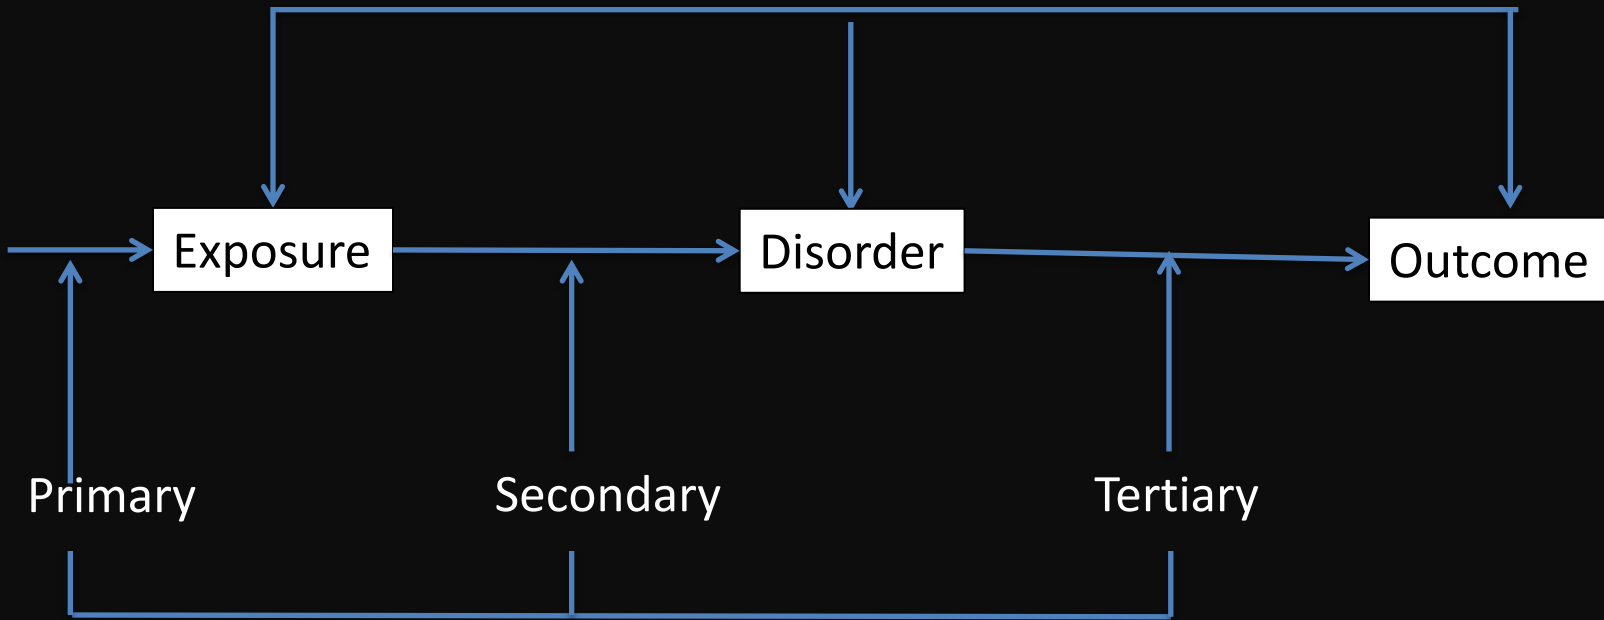 Exposure
Disorder
Outcome
Primary
Secondary
Tertiary